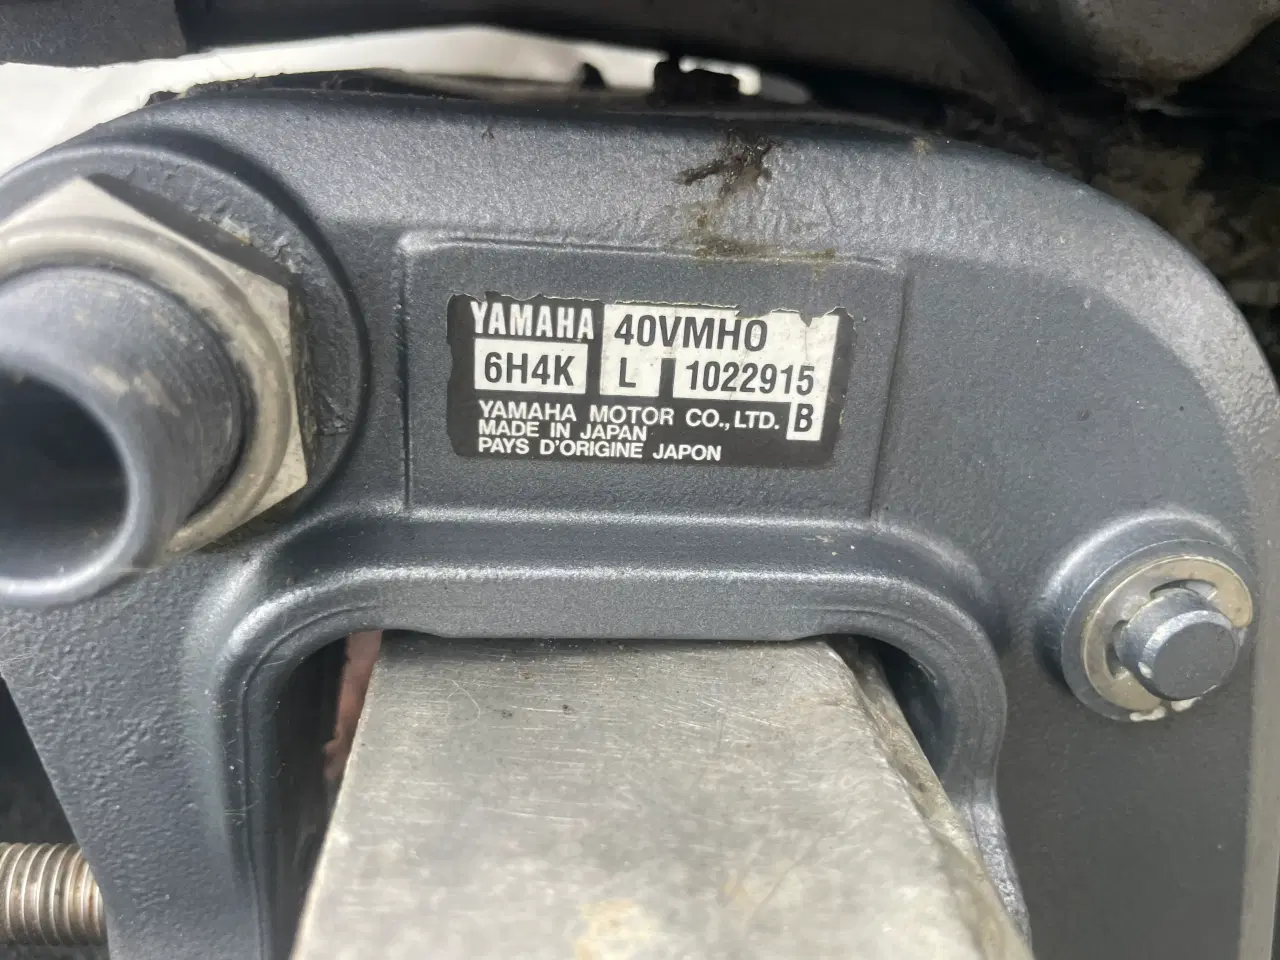 YAMAHA 40VMHO
6H4K L 1022915
YAMAHA MOTOR CO., LTD. B
MADE IN JAPAN
PAYS D'ORIGINE JAPON